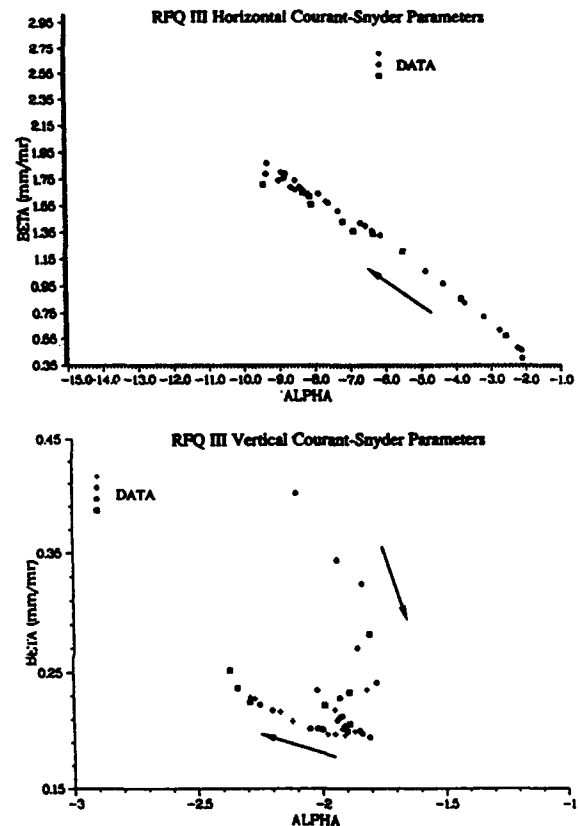 RFQ III Horizontal Courant-Snyder Parameters
2.95
2.75
2.55
2.35
2.15
1.95
1.75
1.55
1.35
1.15
0.95
0.75
0.55
0.35
BETA (mm/mr)
DATA
-15.0 -14.0 -13.0 -12.0 -11.0 -10.0 -9.0 -8.0 -7.0 -6.0 -5.0 -4.0 -3.0 -2.0 -1.0
ALPHA
RFQ III Vertical Courant-Snyder Parameters
0.45
0.35
0.25
0.15
BETA (mm/mr)
DATA
-3 -2.5 -2 -1.5 -1
ALPHA